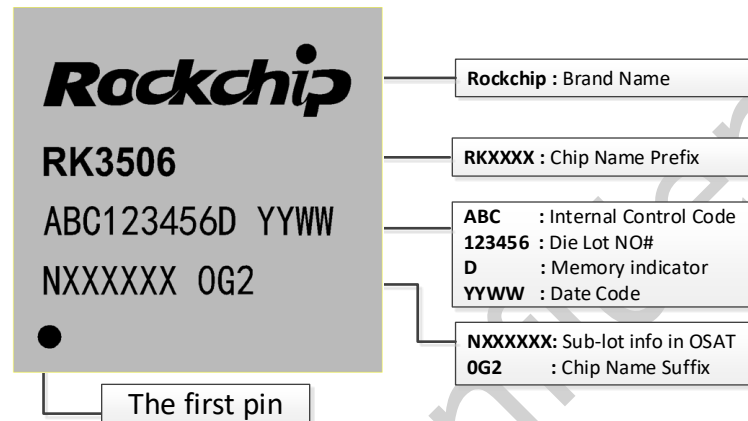 Rockchip
RK3506
ABC123456D YYWW
NXXXXXX 0G2
The first pin
Rockchip : Brand Name
RKXXXX : Chip Name Prefix
ABC : Internal Control Code
123456 : Die Lot NO#
D : Memory indicator
YYWW : Date Code
NXXXXXX: Sub-lot info in OSAT
0G2 : Chip Name Suffix